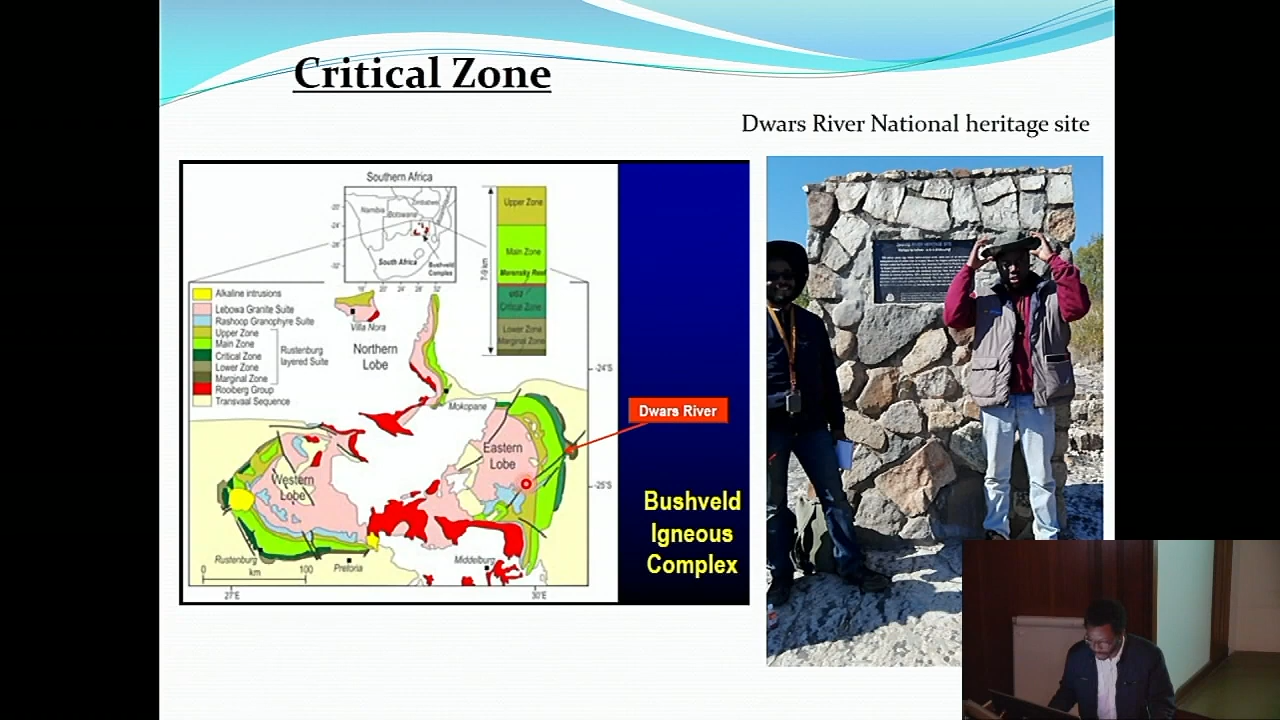 Critical Zone
Dwars River National heritage site
Southern Africa
Namibia
Botswana
Zimbabwe
South Africa
Bushveld
Complex
Upper Zone
Main Zone
Merensky Reef
UG2
Critical Zone
Lower Zone
Marginal Zone
7-9 km
Alkaline intrusions
Lebowa Granite Suite
Rashoop Granophyre Suite
Upper Zone
Main Zone
Critical Zone
Lower Zone
Marginal Zone
Rustenburg
layered Suite
Rooiberg Group
Transvaal Sequence
Villa Nora
Northern
Lobe
Mokopane
24°S
Dwars River
Eastern
Lobe
Western
Lobe
25°S
Bushveld
Igneous
Complex
Rustenburg
Pretoria
Middelburg
0
km
100
27°E
30°E